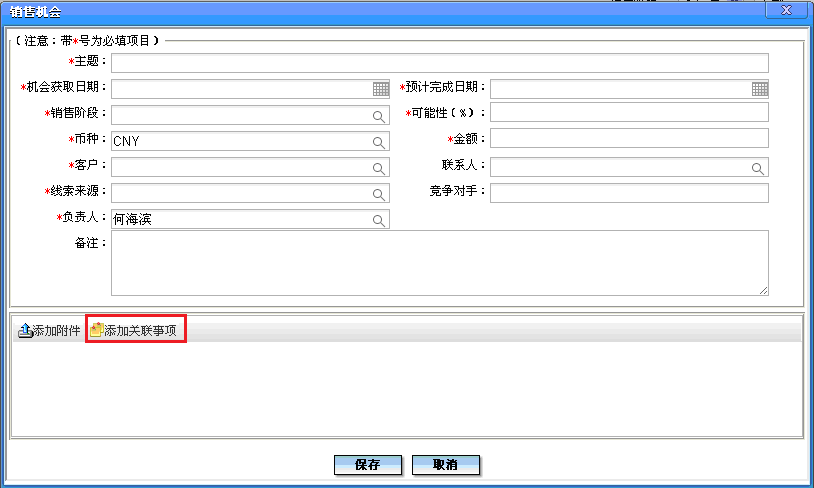 销售机会
(注意：带*号为必填项目)
*主题：
*机会获取日期： *预计完成日期：
*销售阶段： *可能性(%)：
*币种： CNY *金额：
*客户： 联系人：
*线索来源： 竞争对手：
*负责人： 何海滨
备注：
添加附件 添加关联事项
保存 取消